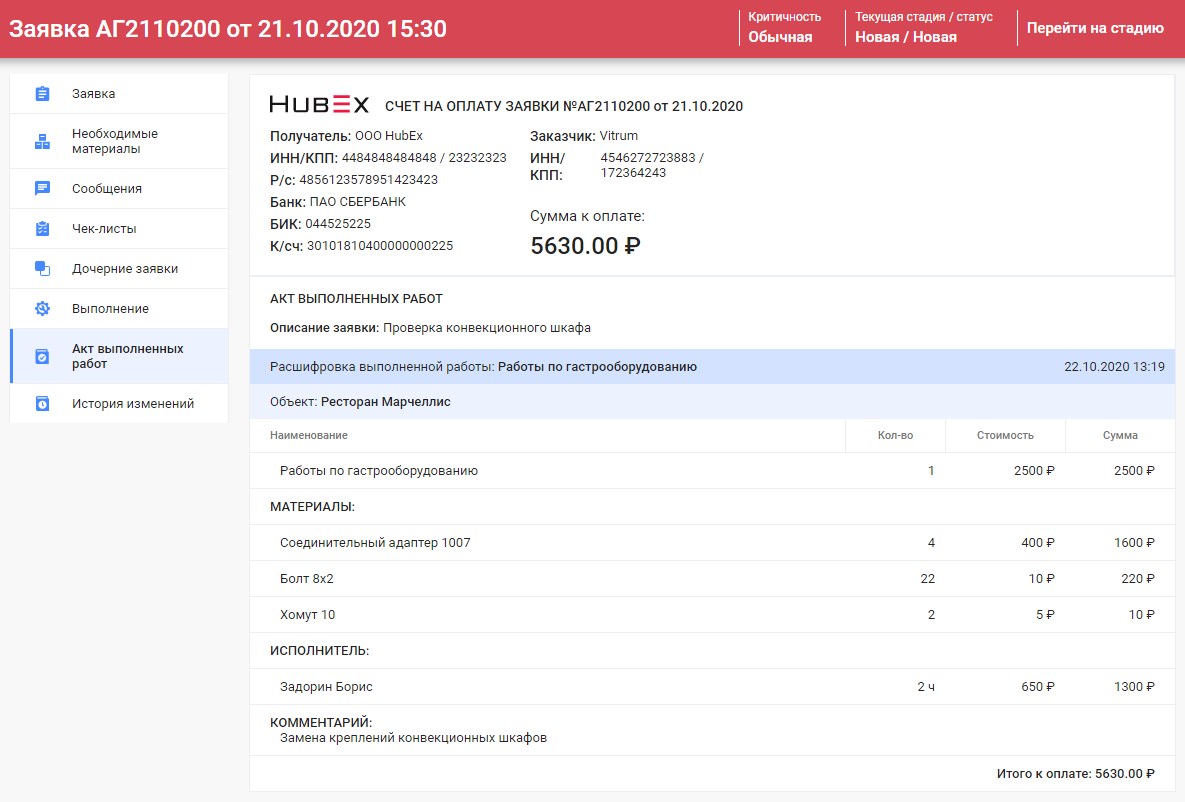 Заявка АГ2110200 от 21.10.2020 15:30
Критичность
Обычная
Текущая стадия / статус
Новая / Новая
Перейти на стадию
Заявка
Необходимые
материалы
Сообщения
Чек-листы
Дочерние заявки
Выполнение
Акт выполненных
работ
История изменений
HUBEX СЧЕТ НА ОПЛАТУ ЗАЯВКИ №АГ2110200 от 21.10.2020
Получатель: ООО HubEx
ИНН/КПП: 4484848484848 / 23232323
Р/с: 4856123578951423423
Банк: ПАО СБЕРБАНК
БИК: 044525225
К/сч: 30101810400000000225
Заказчик: Vitrum
ИНН/ 4546272723883 /
КПП: 172364243
Сумма к оплате:
5630.00 ₽
АКТ ВЫПОЛНЕННЫХ РАБОТ
Описание заявки: Проверка конвекционного шкафа
Расшифровка выполненной работы: Работы по гастрооборудованию 22.10.2020 13:19
Объект: Ресторан Марчеллис
Наименование Кол-во Стоимость Сумма
Работы по гастрооборудованию 1 2500 ₽ 2500 ₽
МАТЕРИАЛЫ:
Соединительный адаптер 1007 4 400 ₽ 1600 ₽
Болт 8x2 22 10 ₽ 220 ₽
Хомут 10 2 5 ₽ 10 ₽
ИСПОЛНИТЕЛЬ:
Задорин Борис 2 ч 650 ₽ 1300 ₽
КОММЕНТАРИЙ:
Замена креплений конвекционных шкафов
Итого к оплате: 5630.00 ₽